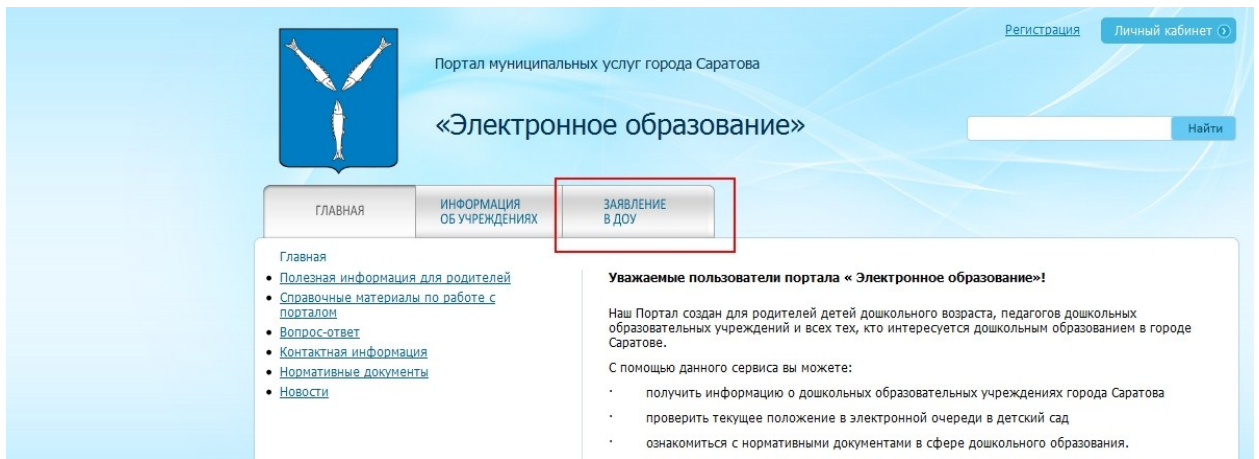 Регистрация
Личный кабинет
Портал муниципальных услуг города Саратова
«Электронное образование»
Найти
ГЛАВНАЯ
ИНФОРМАЦИЯ
ОБ УЧРЕЖДЕНИЯХ
ЗАЯВЛЕНИЕ
В ДОУ
Главная
• Полезная информация для родителей
• Справочные материалы по работе с
порталом
• Вопрос-ответ
• Контактная информация
• Нормативные документы
• Новости
Уважаемые пользователи портала « Электронное образование»!
Наш Портал создан для родителей детей дошкольного возраста, педагогов дошкольных
образовательных учреждений и всех тех, кто интересуется дошкольным образованием в городе
Саратове.
С помощью данного сервиса вы можете:
· получить информацию о дошкольных образовательных учреждениях города Саратова
· проверить текущее положение в электронной очереди в детский сад
· ознакомиться с нормативными документами в сфере дошкольного образования.